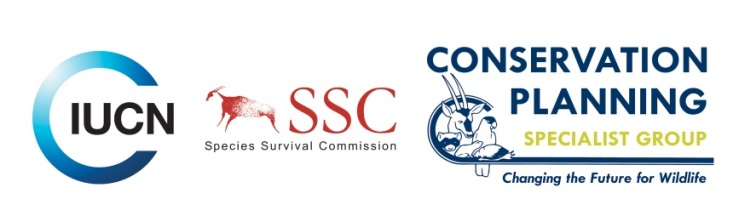 IUCN
SSC
Species Survival Commission
CONSERVATION
PLANNING
SPECIALIST GROUP
Changing the Future for Wildlife